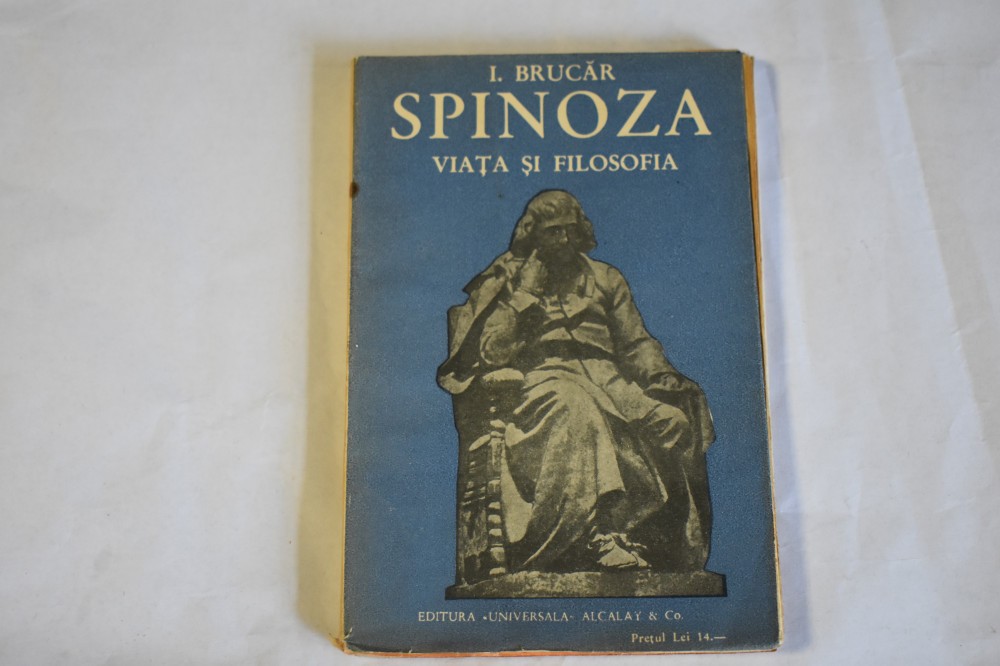 I. BRUCĂR
SPINOZA
VIAȚA ȘI FILOSOFIA
EDITURA «UNIVERSALA» ALCALAY & Co.
Prețul Lei 14.—